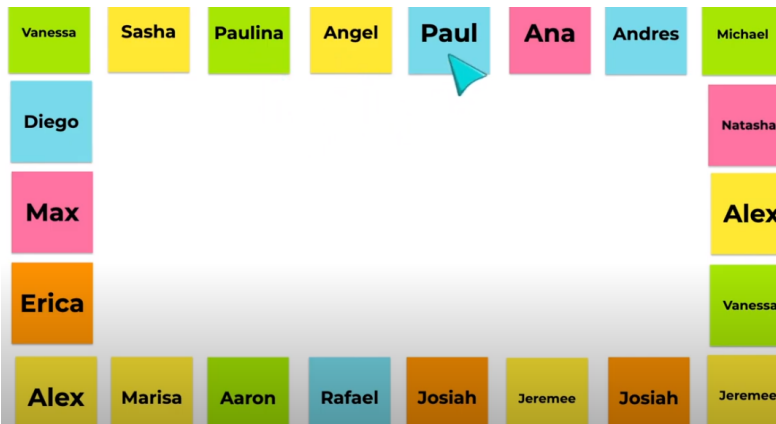 Vanessa
Sasha
Paulina
Angel
Paul
Ana
Andres
Michael
Diego
Natasha
Max
Alex
Erica
Vanessa
Alex
Marisa
Aaron
Rafael
Josiah
Jeremee
Josiah
Jeremee